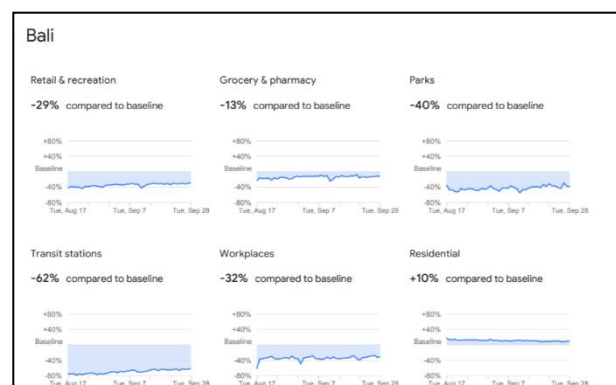 Bali
Retail & recreation
-29% compared to baseline
+80%
+40%
Baseline
-40%
-80%
Tue, Aug 17 Tue, Sep 7 Tue, Sep 28
Grocery & pharmacy
-13% compared to baseline
+80%
+40%
Baseline
-40%
-80%
Tue, Aug 17 Tue, Sep 7 Tue, Sep 28
Parks
-40% compared to baseline
+80%
+40%
Baseline
-40%
-80%
Tue, Aug 17 Tue, Sep 7 Tue, Sep 28
Transit stations
-62% compared to baseline
+80%
+40%
Baseline
-40%
-80%
Tue, Aug 17 Tue, Sep 7 Tue, Sep 28
Workplaces
-32% compared to baseline
+80%
+40%
Baseline
-40%
-80%
Tue, Aug 17 Tue, Sep 7 Tue, Sep 28
Residential
+10% compared to baseline
+80%
+40%
Baseline
-40%
-80%
Tue, Aug 17 Tue, Sep 7 Tue, Sep 28